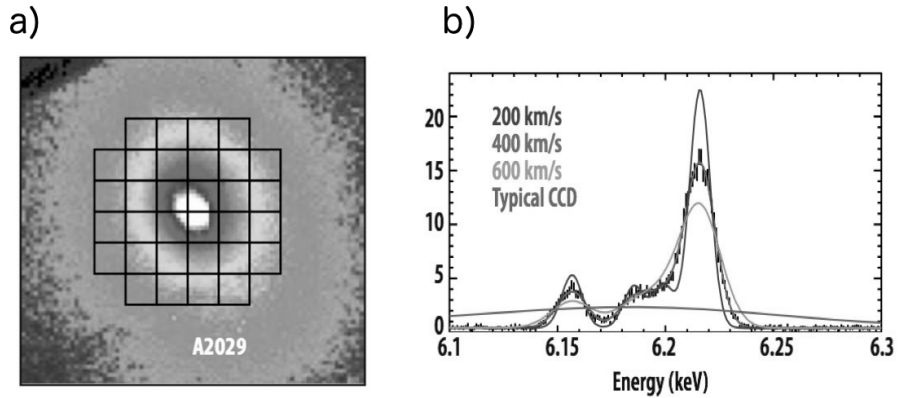 a)
b)
A2029
200 km/s
400 km/s
600 km/s
Typical CCD
20
15
10
5
0
6.1 6.15 6.2 6.25 6.3
Energy (keV)